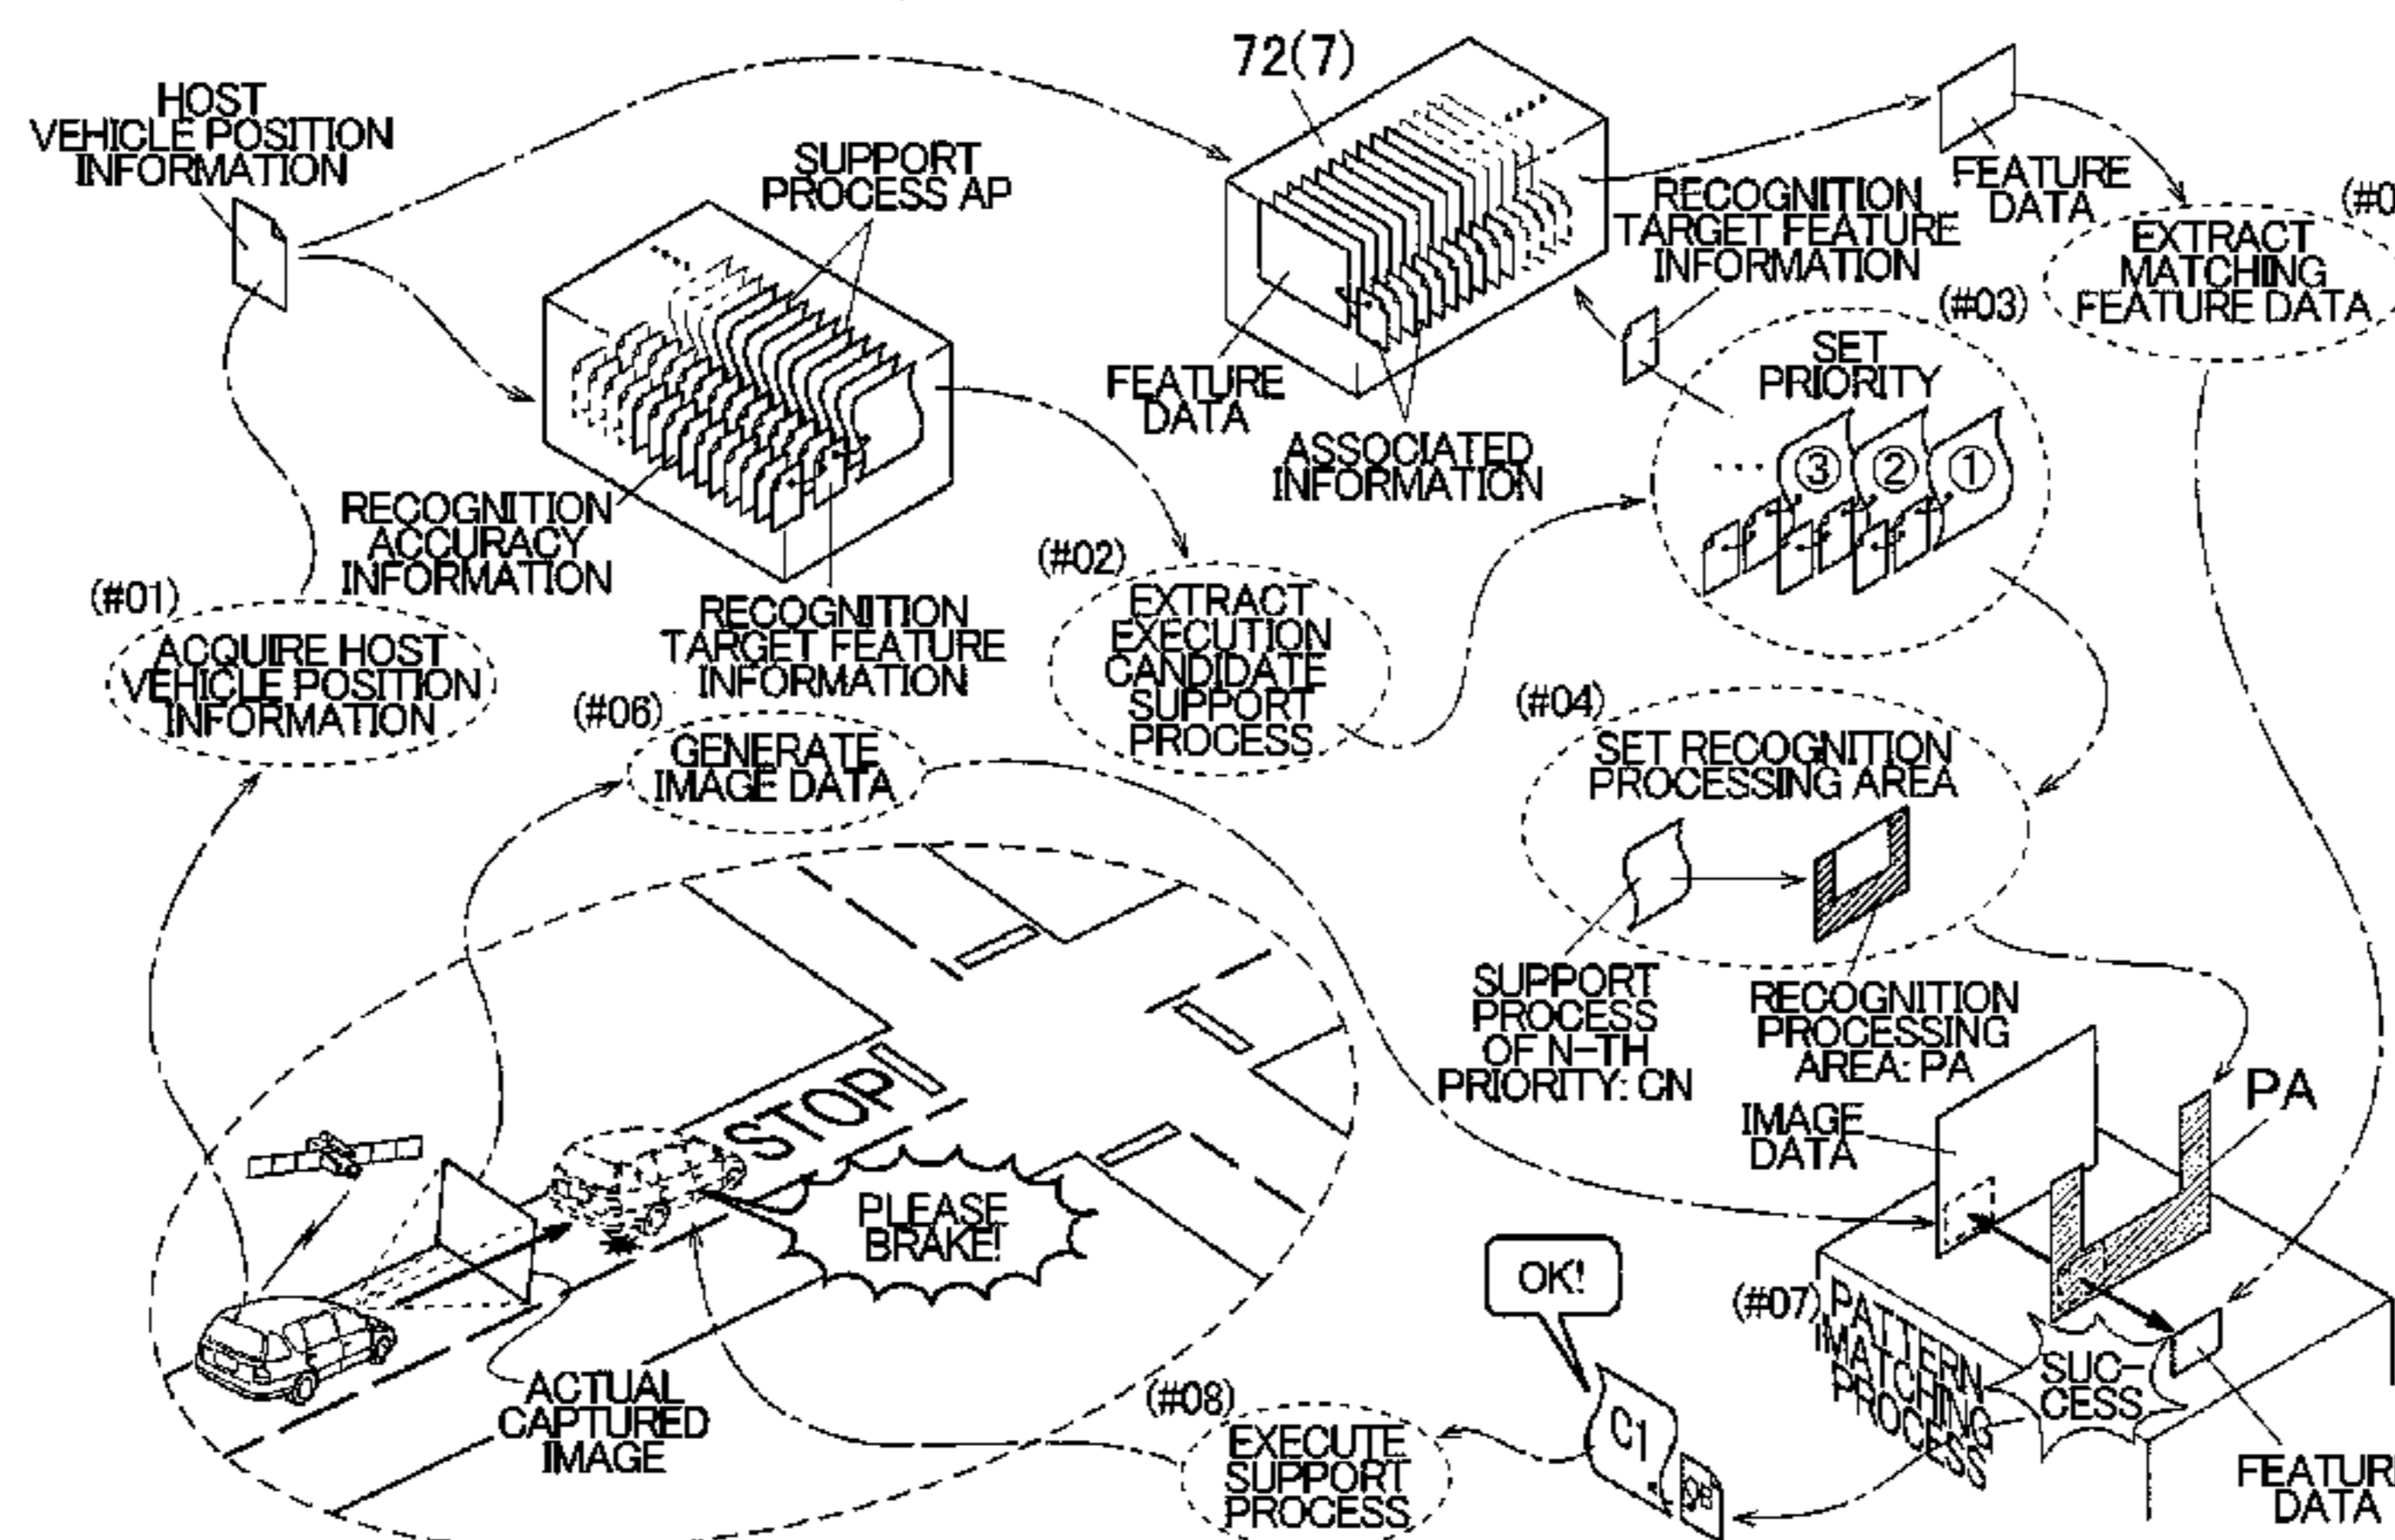 72(7)
HOST
VEHICLE POSITION
INFORMATION
SUPPORT
PROCESS AP
FEATURE
DATA
RECOGNITION
TARGET FEATURE
INFORMATION
(#0
EXTRACT
MATCHING
FEATURE DATA
(#03)
SET
PRIORITY
③ ② ①
FEATURE
DATA
ASSOCIATED
INFORMATION
RECOGNITION
ACCURACY
INFORMATION
(#01)
ACQUIRE HOST
VEHICLE POSITION
INFORMATION
RECOGNITION
TARGET FEATURE
INFORMATION
(#02)
EXTRACT
EXECUTION
CANDIDATE
SUPPORT
PROCESS
(#06)
GENERATE
IMAGE DATA
(#04)
SET RECOGNITION
PROCESSING AREA
SUPPORT
PROCESS
OF N-TH
PRIORITY: CN
RECOGNITION
PROCESSING
AREA: PA
STOP
PLEASE
BRAKE!
IMAGE
DATA
PA
OK!
(#07)
PATTERN
MATCHING
PROCESS
SUC-
CESS
ACTUAL
CAPTURED
IMAGE
(#08)
EXECUTE
SUPPORT
PROCESS
C1
FEATURE
DATA